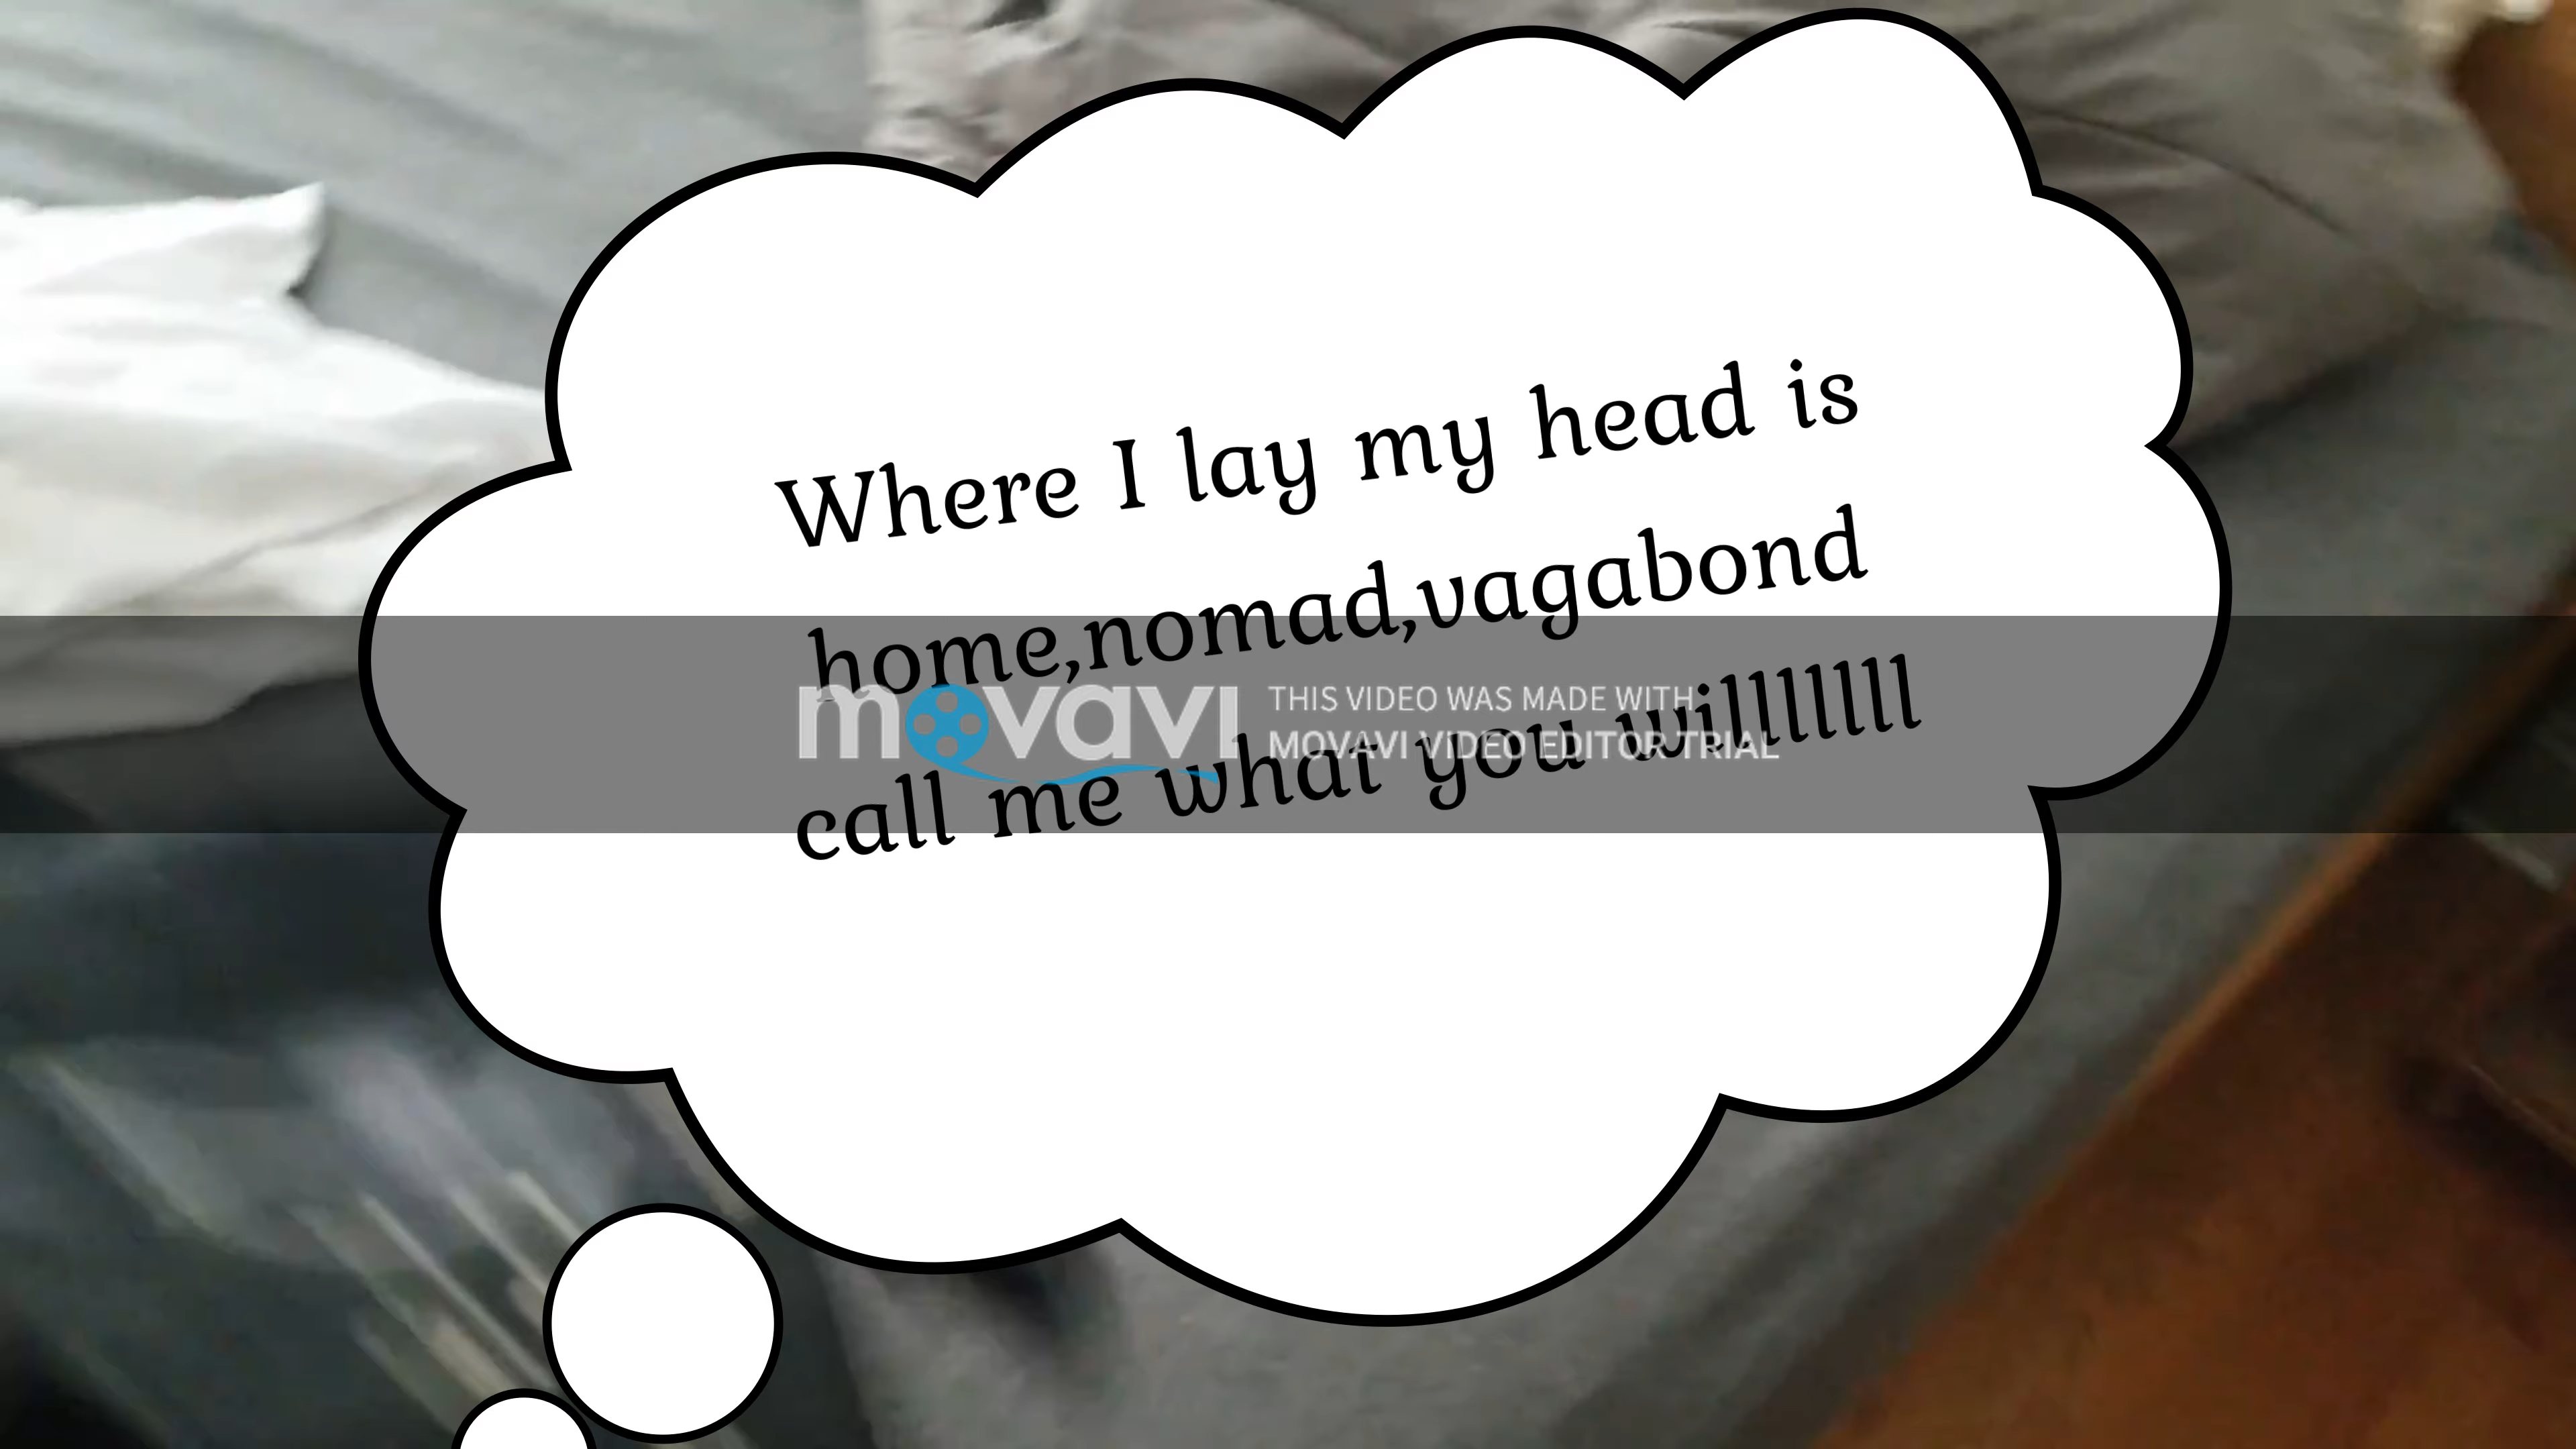 Where I lay my head is
home,nomad,vagabond
call me what you willlllll
movavi
THIS VIDEO WAS MADE WITH
MOVAVI VIDEO EDITOR TRIAL